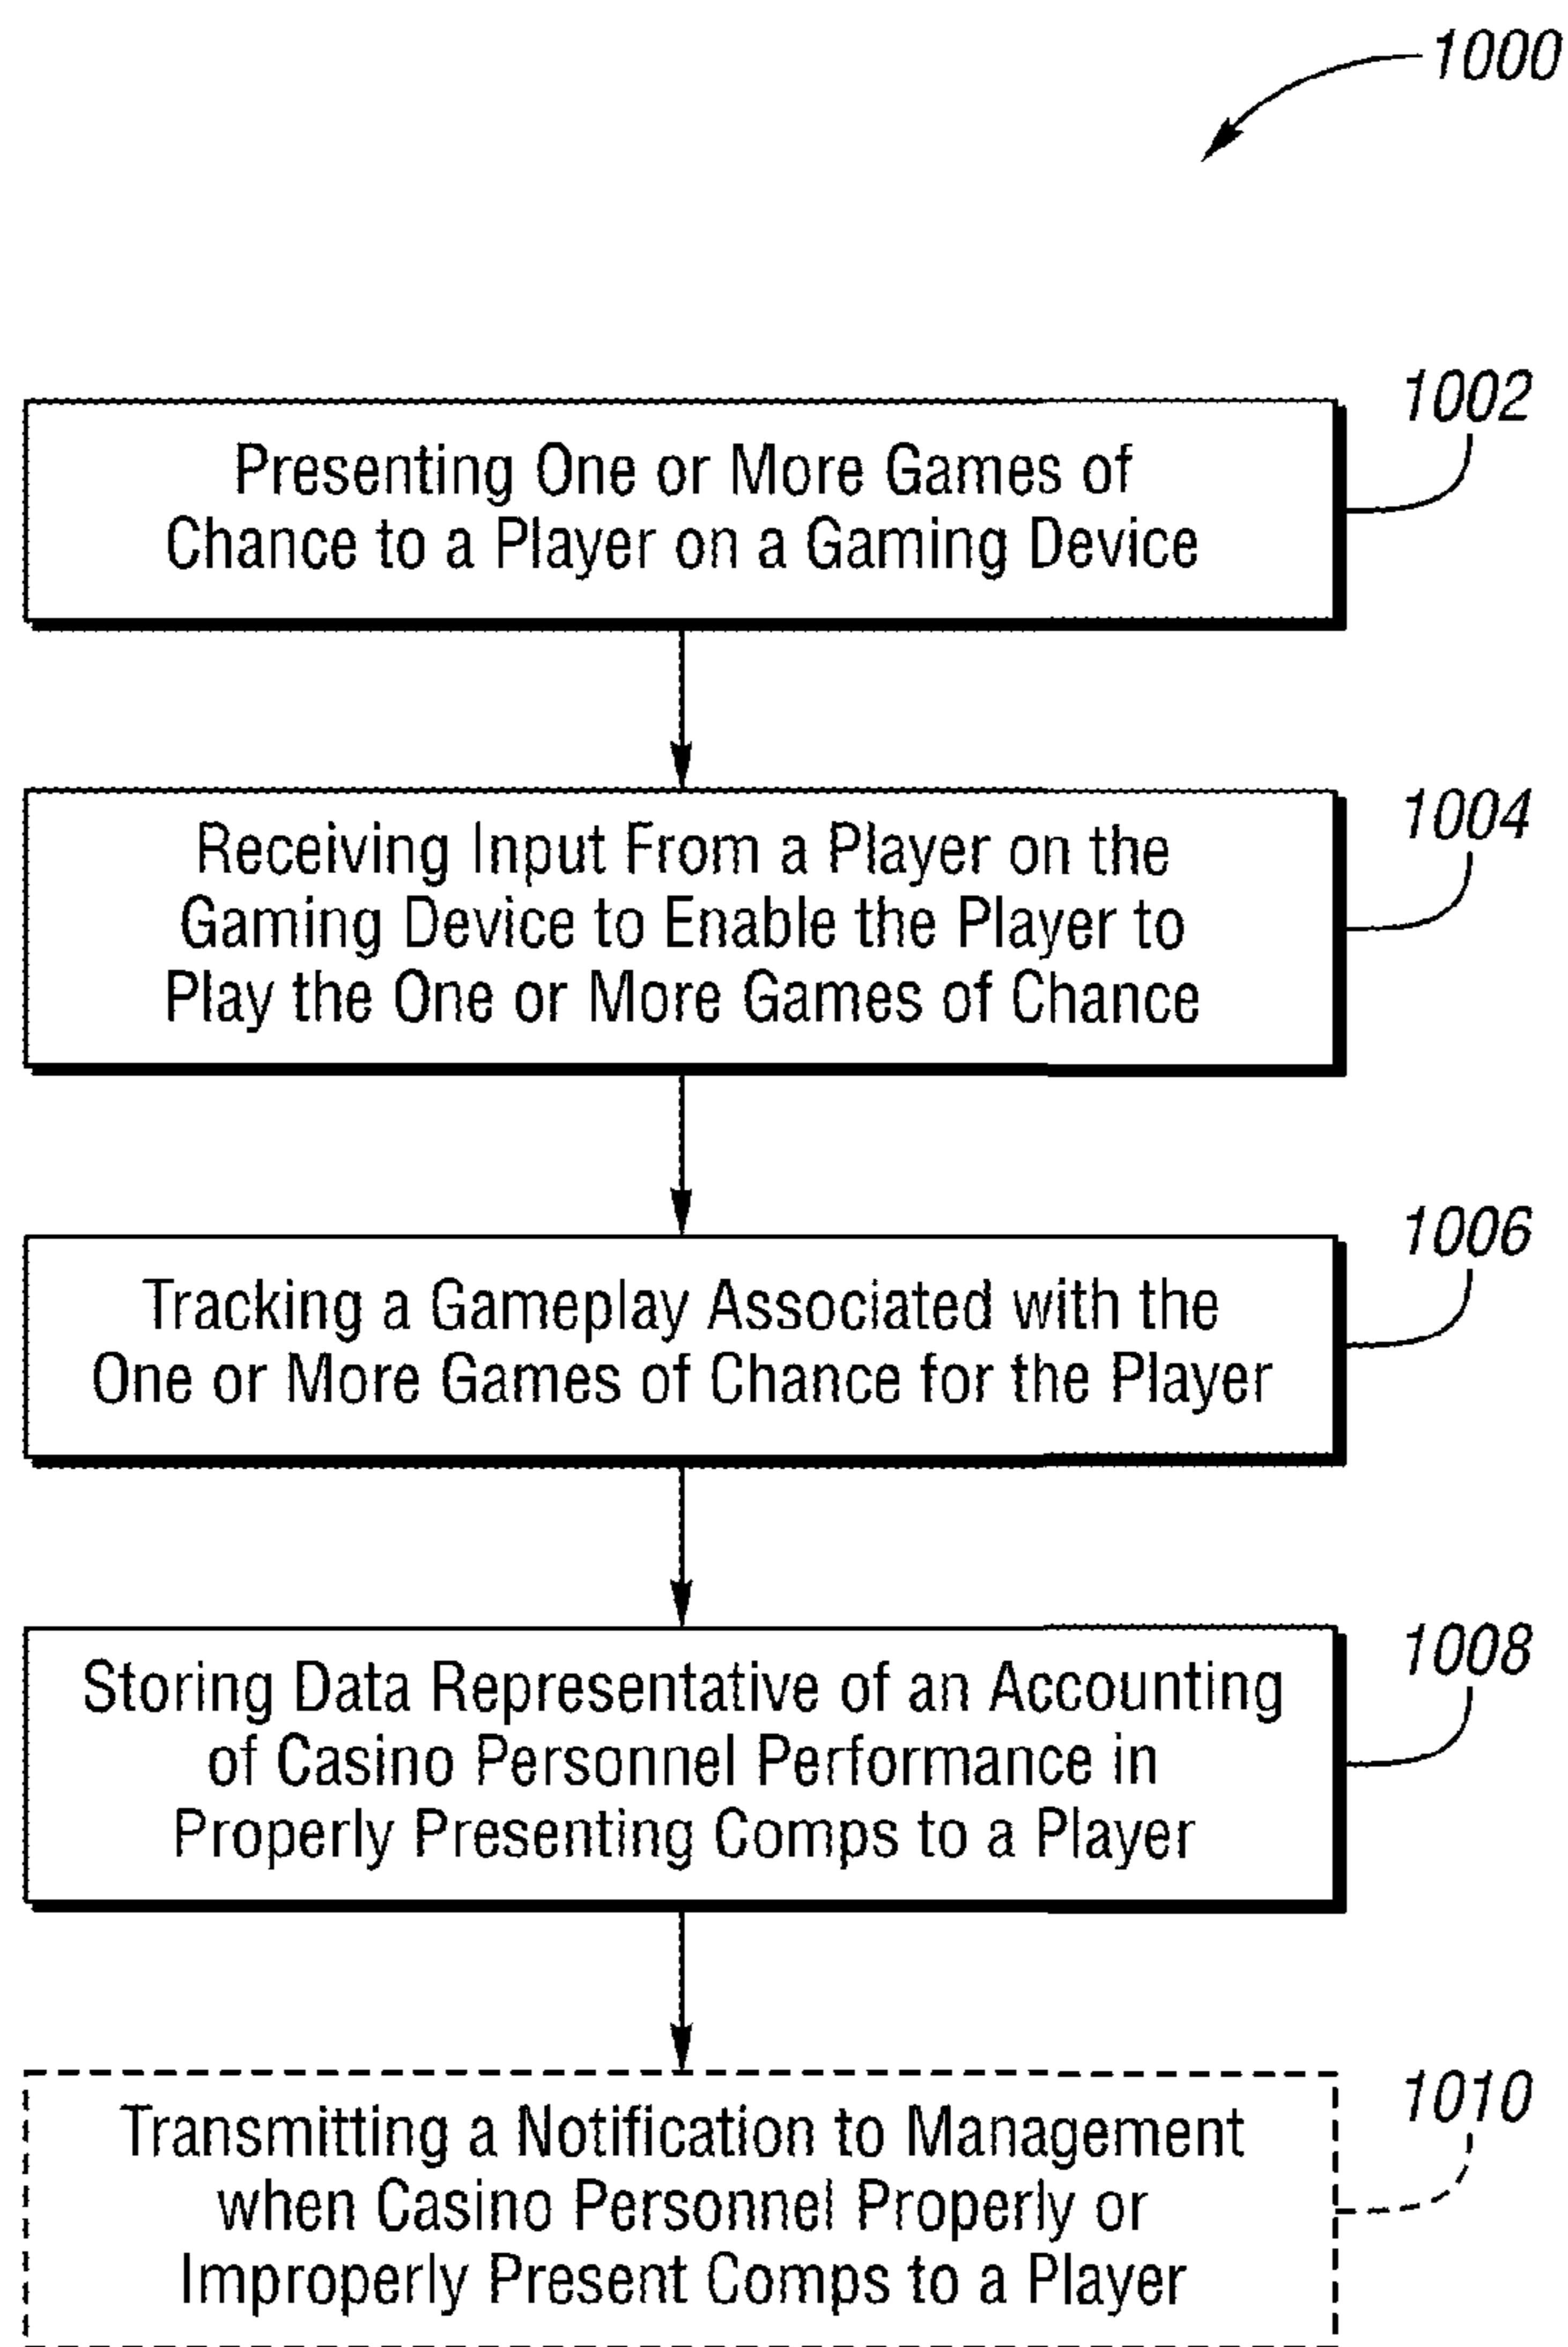 1000
1002
Presenting One or More Games of
Chance to a Player on a Gaming Device
1004
Receiving Input From a Player on the
Gaming Device to Enable the Player to
Play the One or More Games of Chance
1006
Tracking a Gameplay Associated with the
One or More Games of Chance for the Player
1008
Storing Data Representative of an Accounting
of Casino Personnel Performance in
Properly Presenting Comps to a Player
1010
Transmitting a Notification to Management
when Casino Personnel Properly or
Improperly Present Comps to a Player